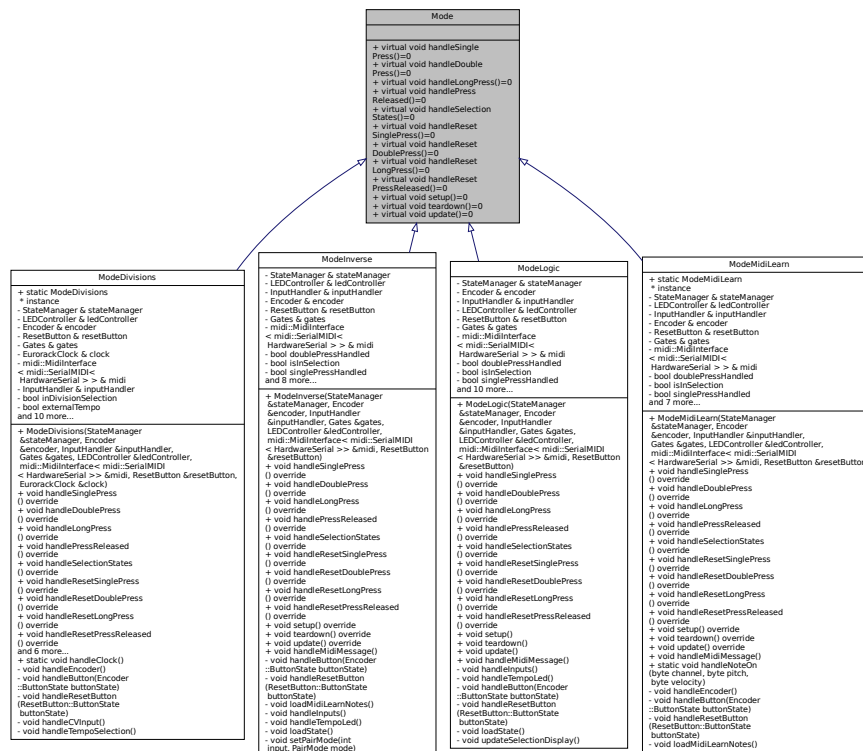 Mode
+ virtual void handleSingle
Press()=0
+ virtual void handleDouble
Press()=0
+ virtual void handleLongPress()=0
+ virtual void handlePress
Released()=0
+ virtual void handleSelection
States()=0
+ virtual void handleReset
SinglePress()=0
+ virtual void handleReset
DoublePress()=0
+ virtual void handleReset
LongPress()=0
+ virtual void handleReset
PressReleased()=0
+ virtual void setup()=0
+ virtual void teardown()=0
+ virtual void update()=0
ModeDivisions
+ static ModeDivisions
* instance
- StateManager & stateManager
- LEDController & ledController
- Encoder & encoder
- ResetButton & resetButton
- Gates & gates
- EurorackClock & clock
- midi::MidiInterface
< midi::SerialMIDI<
HardwareSerial > > & midi
- InputHandler & inputHandler
- bool inDivisionSelection
- bool externalTempo
and 10 more...
+ ModeDivisions(StateManager
&stateManager, Encoder
&encoder, InputHandler &inputHandler,
Gates &gates, LEDController &ledController,
midi::MidiInterface< midi::SerialMIDI
< HardwareSerial >> &midi, ResetButton &resetButton,
EurorackClock &clock)
+ void handleSinglePress
() override
+ void handleDoublePress
() override
+ void handleLongPress
() override
+ void handlePressReleased
() override
+ void handleSelectionStates
() override
+ void handleResetSinglePress
() override
+ void handleResetDoublePress
() override
+ void handleResetLongPress
() override
+ void handleResetPressReleased
() override
and 6 more...
+ static void handleClock()
- void handleEncoder()
- void handleButton(Encoder
::ButtonState buttonState)
- void handleResetButton
(ResetButton::ButtonState
buttonState)
- void handleCVInput()
- void handleTempoSelection()
ModeInverse
- StateManager & stateManager
- LEDController & ledController
- InputHandler & inputHandler
- Encoder & encoder
- ResetButton & resetButton
- Gates & gates
- midi::MidiInterface
< midi::SerialMIDI<
HardwareSerial > > & midi
- bool doublePressHandled
- bool isInSelection
- bool singlePressHandled
and 8 more...
+ ModeInverse(StateManager
&stateManager, Encoder
&encoder, InputHandler
&inputHandler, Gates &gates,
LEDController &ledController,
midi::MidiInterface< midi::SerialMIDI
< HardwareSerial >> &midi, ResetButton
&resetButton)
+ void handleSinglePress
() override
+ void handleDoublePress
() override
+ void handleLongPress
() override
+ void handlePressReleased
() override
+ void handleSelectionStates
() override
+ void handleResetSinglePress
() override
+ void handleResetDoublePress
() override
+ void handleResetLongPress
() override
+ void handleResetPressReleased
() override
+ void setup() override
+ void teardown() override
+ void update() override
+ void handleMidiMessage()
- void handleButton(Encoder
::ButtonState buttonState)
- void handleResetButton
(ResetButton::ButtonState
buttonState)
- void loadMidiLearnNotes()
- void handleInputs()
- void handleTempoLed()
- void loadState()
- void setPairMode(int
input, PairMode mode)
ModeLogic
- StateManager & stateManager
- Encoder & encoder
- InputHandler & inputHandler
- LEDController & ledController
- ResetButton & resetButton
- Gates & gates
- midi::MidiInterface
< midi::SerialMIDI<
HardwareSerial > > & midi
- bool doublePressHandled
- bool isInSelection
- bool singlePressHandled
and 10 more...
+ ModeLogic(StateManager
&stateManager, Encoder
&encoder, InputHandler
&inputHandler, Gates &gates,
LEDController &ledController,
midi::MidiInterface< midi::SerialMIDI
< HardwareSerial >> &midi, ResetButton
&resetButton)
+ void handleSinglePress
() override
+ void handleDoublePress
() override
+ void handleLongPress
() override
+ void handlePressReleased
() override
+ void handleSelectionStates
() override
+ void handleResetSinglePress
() override
+ void handleResetDoublePress
() override
+ void handleResetLongPress
() override
+ void handleResetPressReleased
() override
+ void setup()
+ void teardown()
+ void update()
+ void handleMidiMessage()
- void handleInputs()
- void handleTempoLed()
- void handleButton(Encoder
::ButtonState buttonState)
- void handleResetButton
(ResetButton::ButtonState
buttonState)
- void loadState()
- void updateSelectionDisplay()
ModeMidiLearn
+ static ModeMidiLearn
* instance
- StateManager & stateManager
- LEDController & ledController
- InputHandler & inputHandler
- Encoder & encoder
- ResetButton & resetButton
- Gates & gates
- midi::MidiInterface
< midi::SerialMIDI<
HardwareSerial > > & midi
- bool doublePressHandled
- bool isInSelection
- bool singlePressHandled
and 7 more...
+ ModeMidiLearn(StateManager
&stateManager, Encoder
&encoder, InputHandler &inputHandler,
Gates &gates, LEDController &ledController,
midi::MidiInterface< midi::SerialMIDI
< HardwareSerial >> &midi, ResetButton &resetButton)
+ void handleSinglePress
() override
+ void handleDoublePress
() override
+ void handleLongPress
() override
+ void handlePressReleased
() override
+ void handleSelectionStates
() override
+ void handleResetSinglePress
() override
+ void handleResetDoublePress
() override
+ void handleResetLongPress
() override
+ void handleResetPressReleased
() override
+ void setup() override
+ void teardown() override
+ void update() override
+ void handleMidiMessage()
+ static void handleNoteOn
(byte channel, byte pitch,
byte velocity)
- void handleEncoder()
- void handleButton(Encoder
::ButtonState buttonState)
- void handleResetButton
(ResetButton::ButtonState
buttonState)
- void loadMidiLearnNotes()